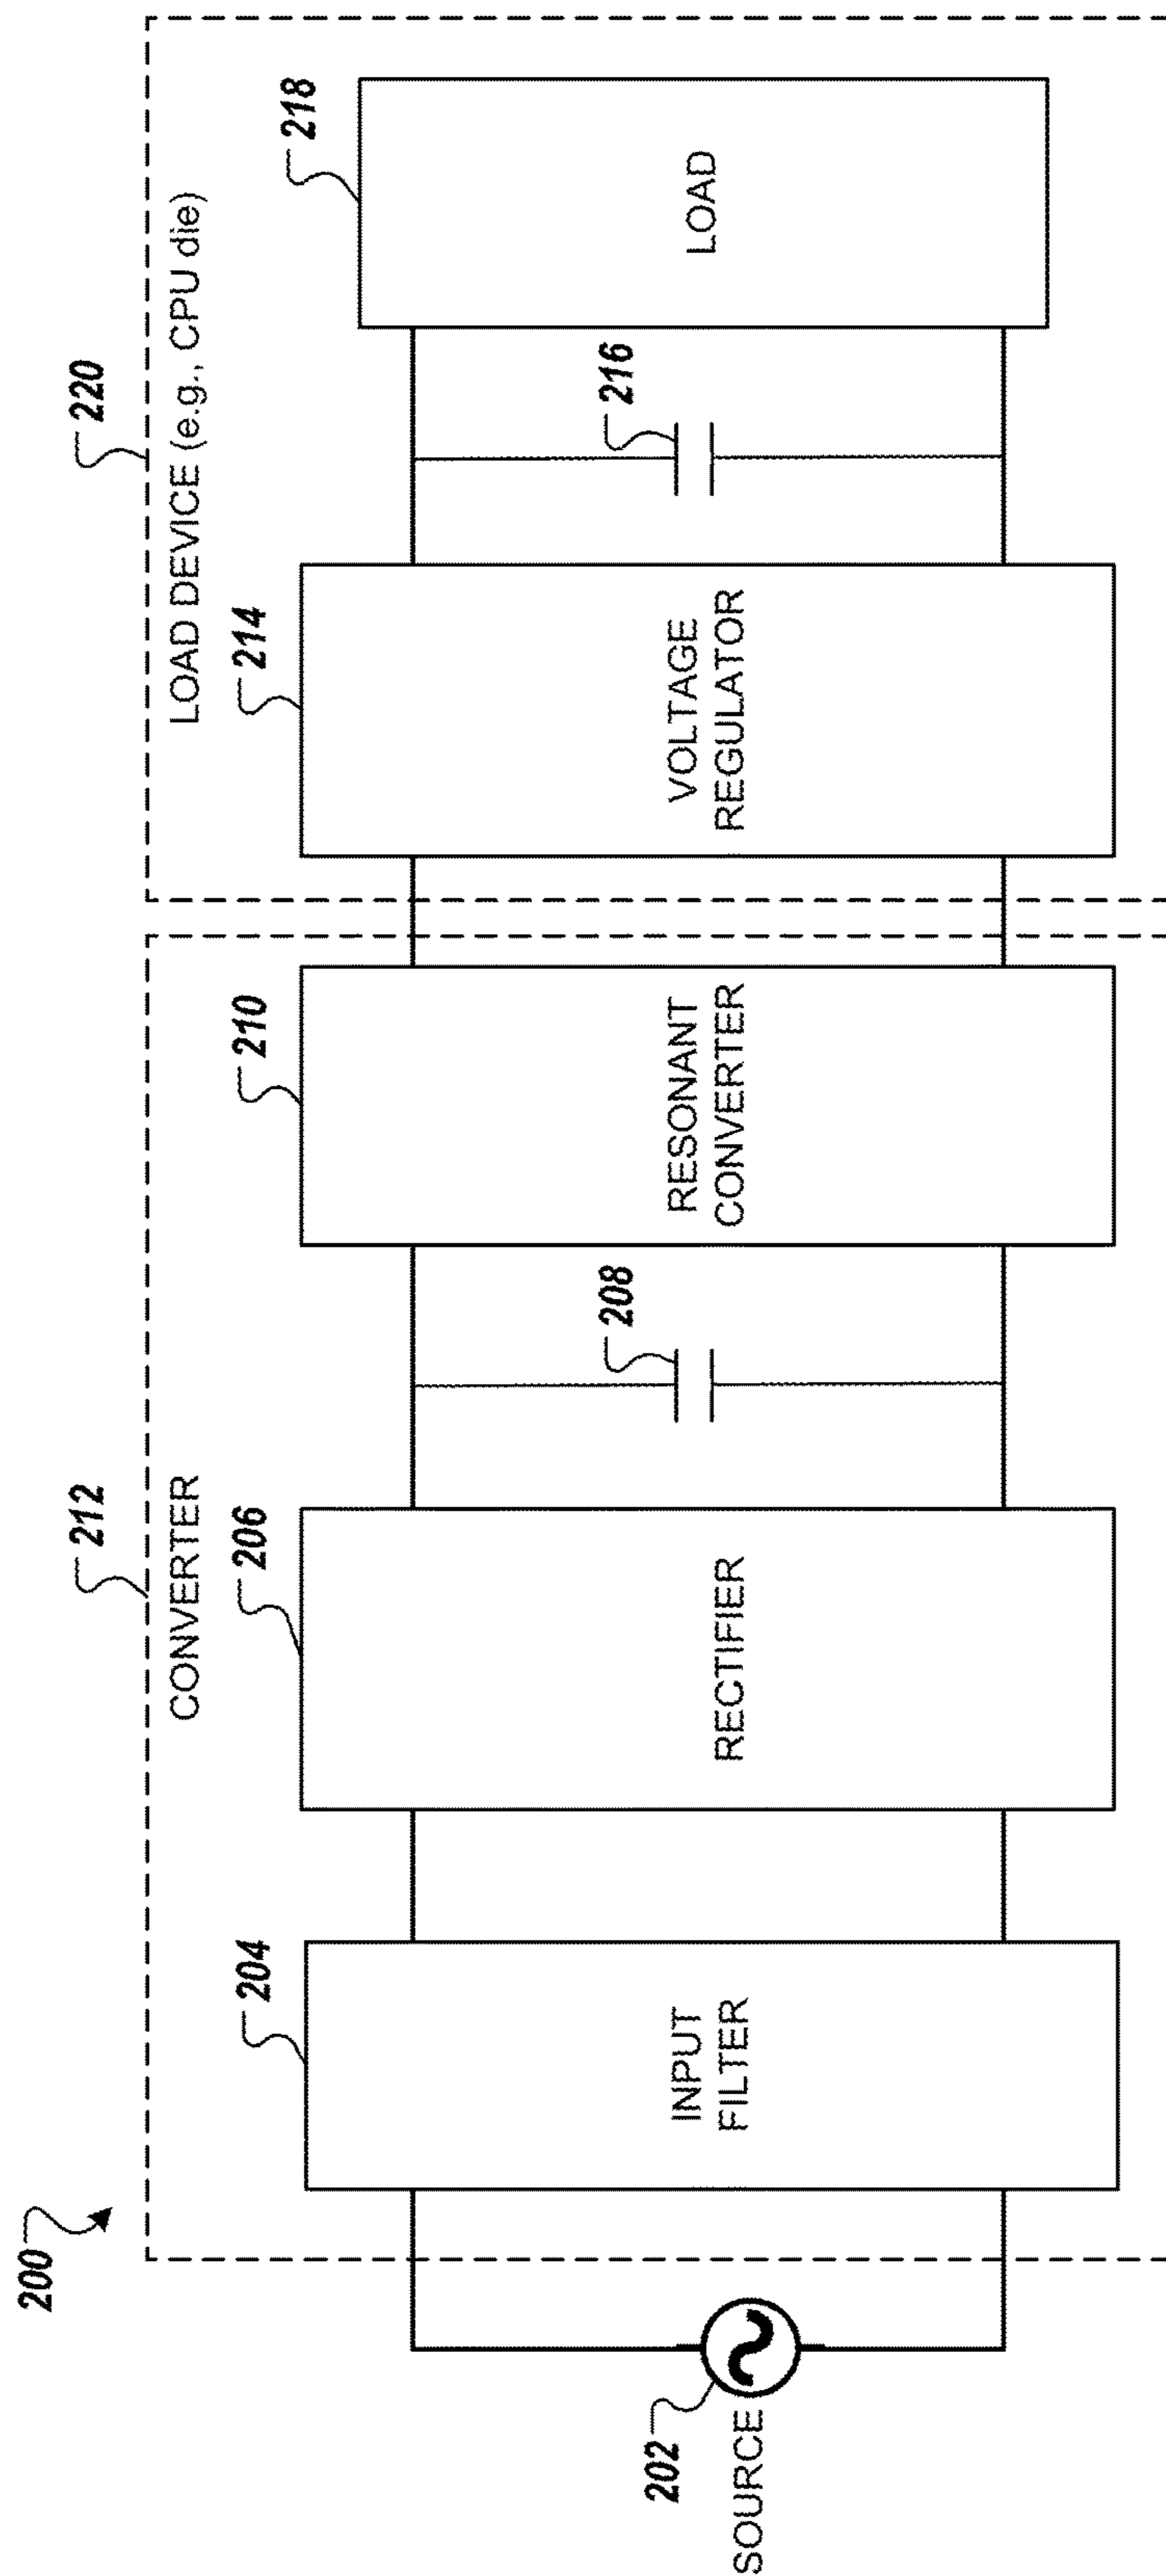 200
212
220
CONVERTER
LOAD DEVICE (e.g., CPU die)
204
206
210
214
218
208
216
202
SOURCE
INPUT
FILTER
RECTIFIER
RESONANT
CONVERTER
VOLTAGE
REGULATOR
LOAD